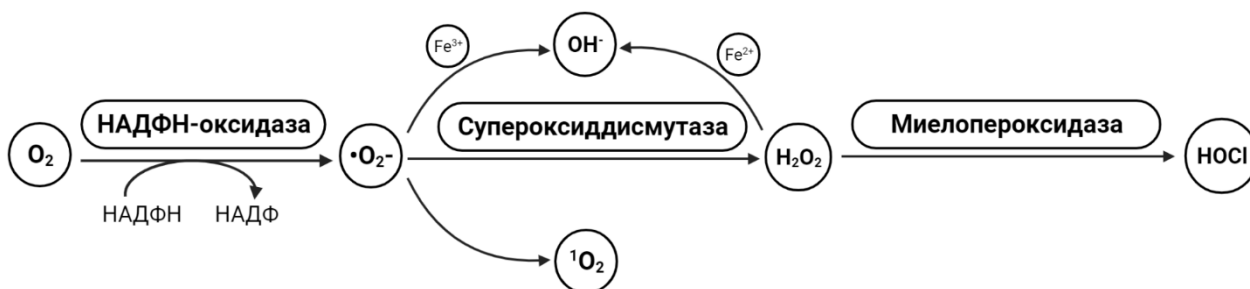 Fe³⁺
OH⁻
Fe²⁺
НАДФН-оксидаза
Супероксиддисмутаза
Миелопероксидаза
O₂
•O₂-
H₂O₂
HOCl
НАДФН
НАДФ
¹O₂